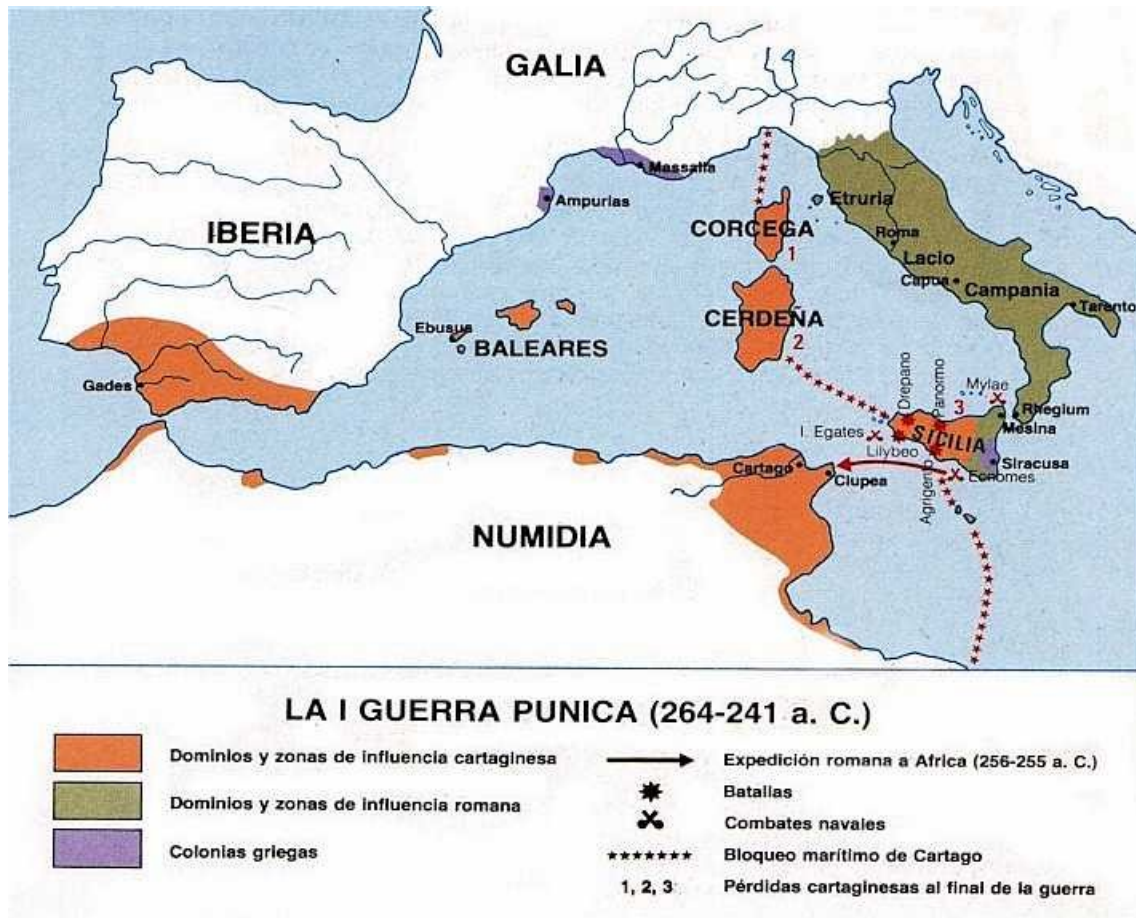 GALIA
Massalia
Ampurias
IBERIA
CORCEGA
1
Etruria
Roma
Lacio
Capua
Campania
Tarento
CERDEÑA
2
Ebusus
BALEARES
Gades
Drepano
Panormo
3
Mylae
Rhegium
Mesina
I. Egates
SICILIA
Lilybeo
Siracusa
Cartago
Clupea
Agrigento
Ecnomes
NUMIDIA
LA I GUERRA PUNICA (264-241 a. C.)
Dominios y zonas de influencia cartaginesa
Dominios y zonas de influencia romana
Colonias griegas
Expedición romana a Africa (256-255 a. C.)
Batallas
Combates navales
Bloqueo marítimo de Cartago
1, 2, 3: Pérdidas cartaginesas al final de la guerra